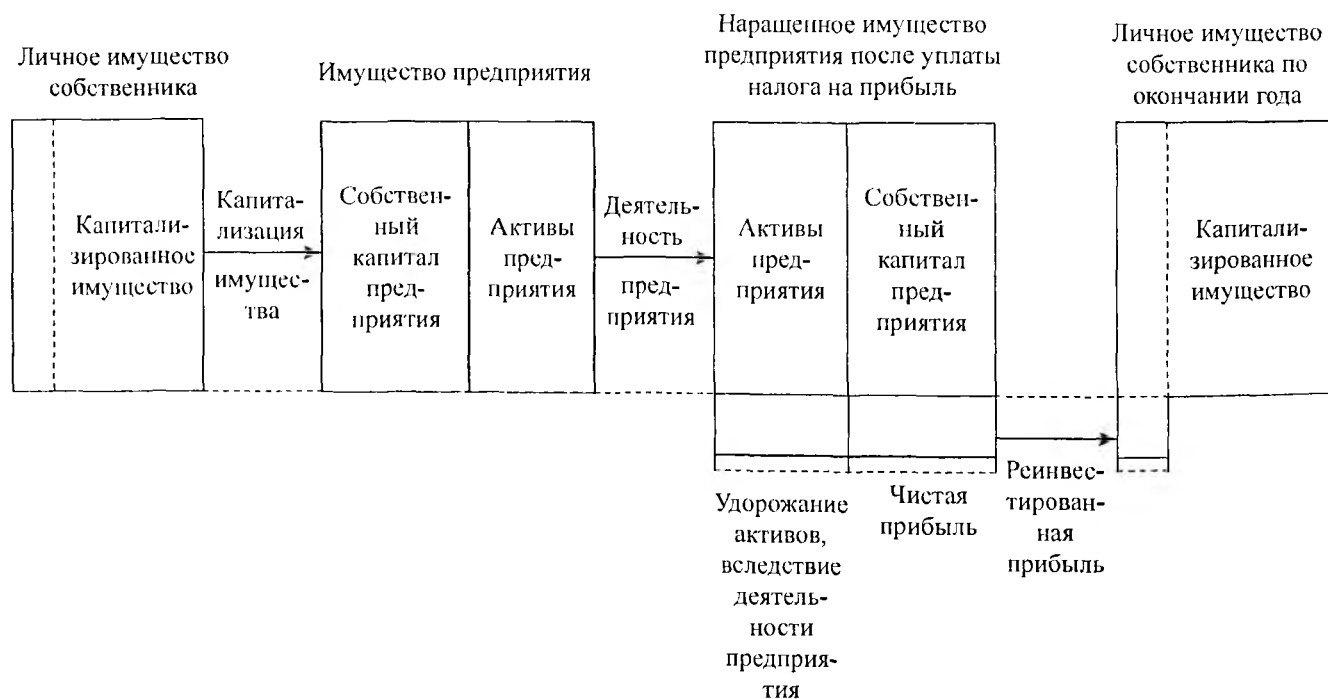 Личное имущество
собственника
Имущество предприятия
Наращенное имущество
предприятия после уплаты
налога на прибыль
Личное имущество
собственника по
окончании года
Капитали-
зированное
имущество
Капита-
лизация
имущес-
тва
Собствен-
ный
капитал
пред-
приятия
Активы
пред-
приятия
Деятель-
ность
пред-
приятия
Активы
пред-
приятия
Собствен-
ный
капитал
пред-
приятия
Капитали-
зированное
имущество
Удорожание
активов,
вследствие
деятель-
ности
предприя-
тия
Чистая
прибыль
Реинвес-
тирован-
ная
прибыль